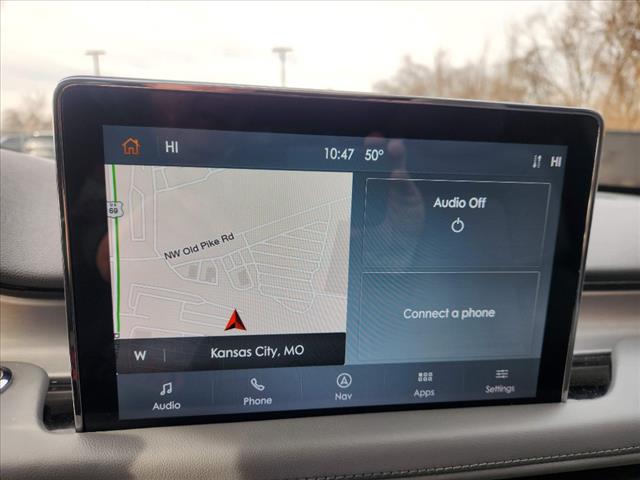 HI 10:47 50° HI
U.S.
69
NW Old Pike Rd
W | Kansas City, MO
Audio Off
Connect a phone
Audio Phone Nav Apps Settings